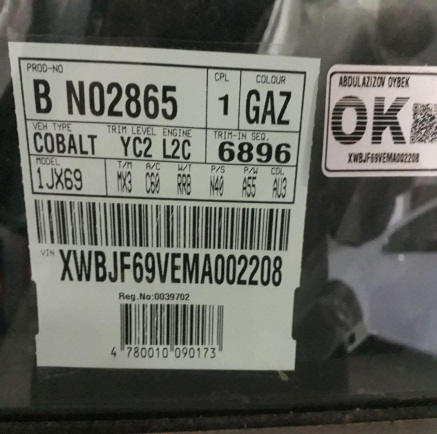 PROD-NO CPL COLOUR
B N02865 1 GAZ
VEH TYPE TRIM LEVEL ENGINE TRIM-IN SEQ.
COBALT YC2 L2C 6896
MODEL T/M A/C W/T P/S P/W COL
1JX69 MX3 C60 RRB N40 A55 AU3
VIN XWBJF69VEMA002208
Reg.No:0039702
4 780010 090173
ABDULAZIZOV OYBEK
OK
XWBJF69VEMA002208